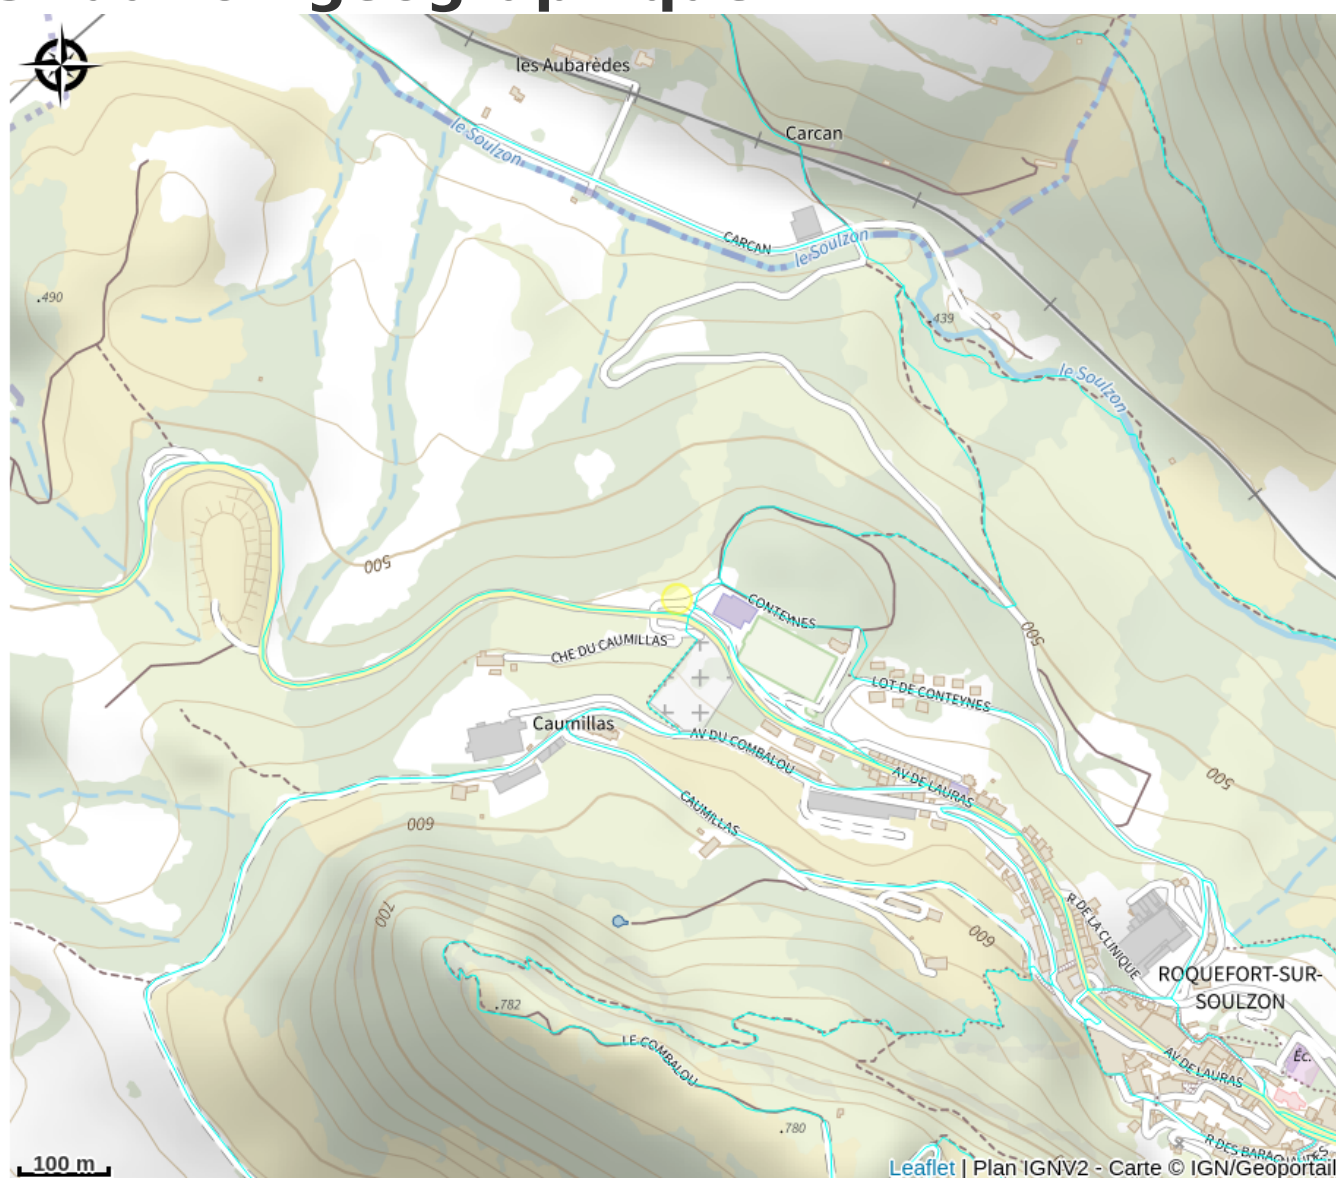 les Aubarèdes
Carcan
le Soulzon
CARCAN
le Soulzon
490
439
le Soulzon
500
CONTEYNES
CHE DU CAUMILLAS
500
LOT DE CONTEYNES
Caumillas
AV DU COMBALOU
AV DE LAURAS
500
CAUMILLAS
600
700
R DE LA CLINIQUE
600
ROQUEFORT-SUR-
SOULZON
782
LE COMBALOU
Éc.
AV DE LAURAS
780
R DES BARAGNAUDES
100 m
Leaflet | Plan IGNV2 - Carte © IGN/Geoportail